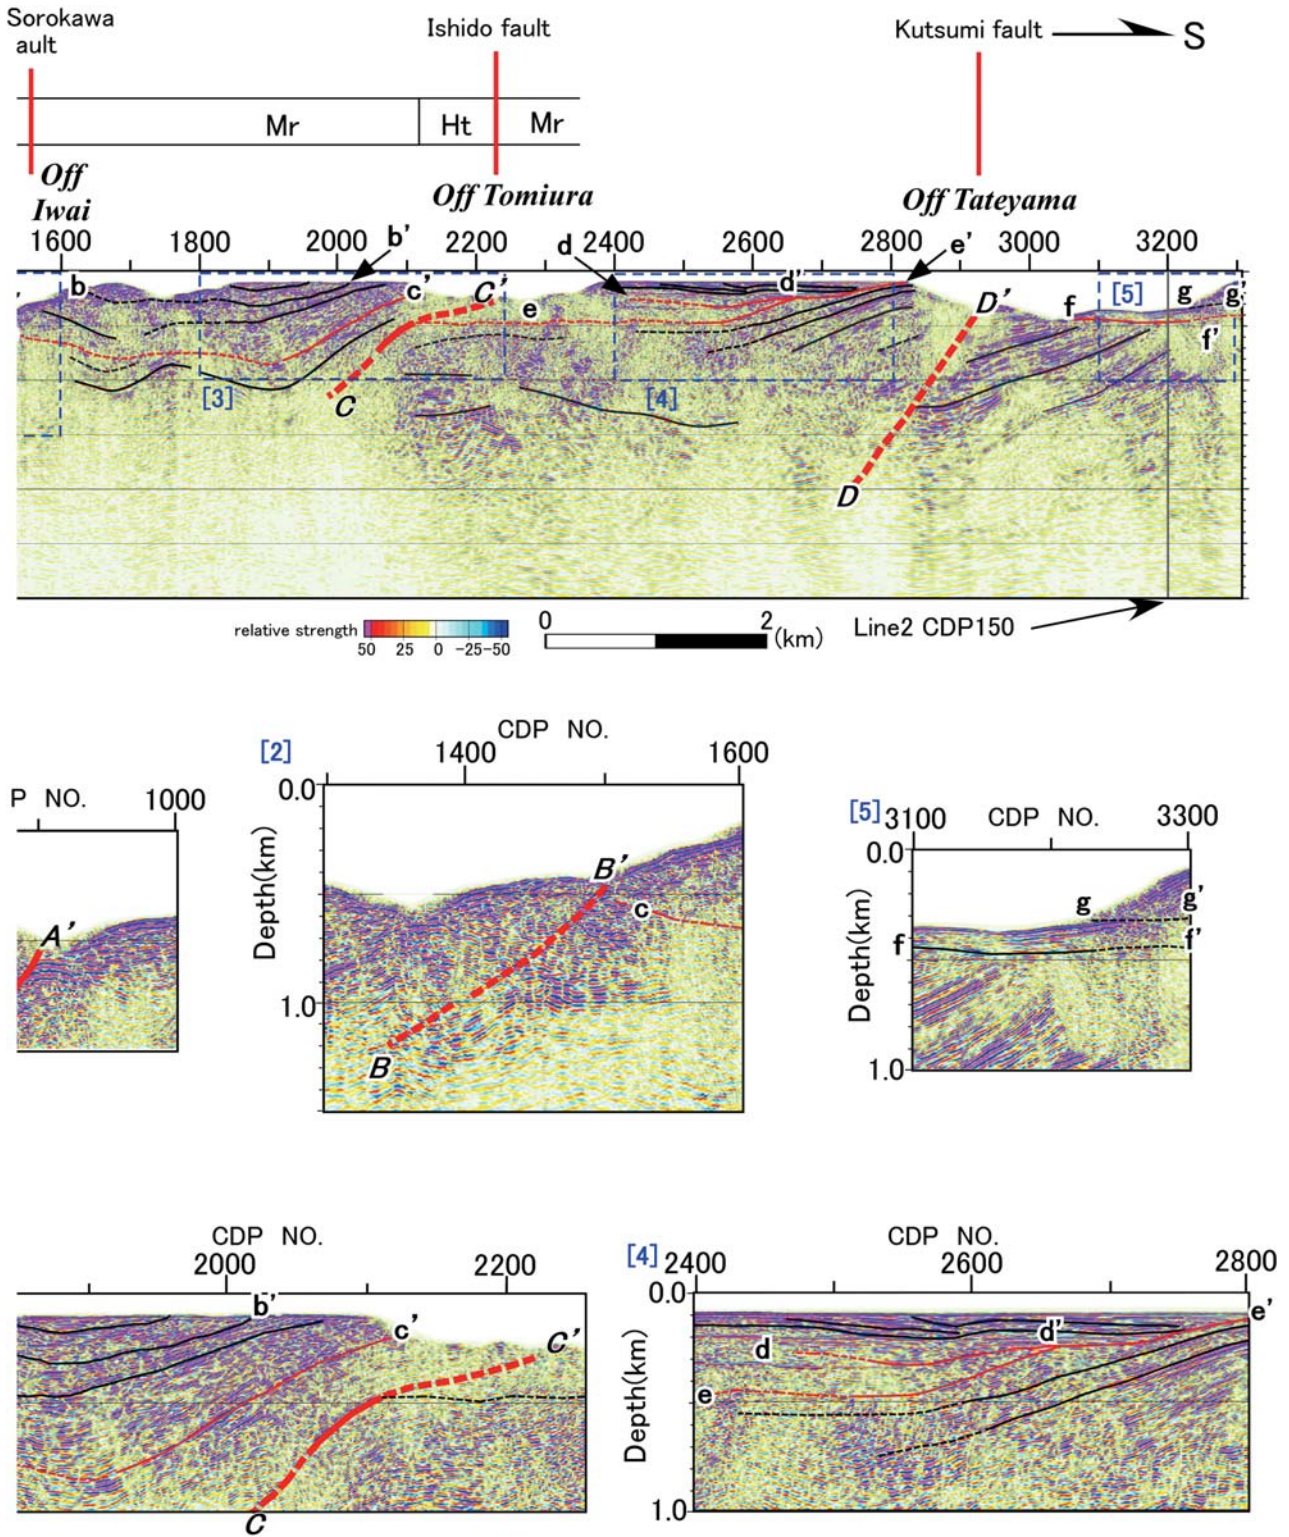 Sorokawa
ault
Ishido fault
Kutsumi fault
S
Mr
Ht
Mr
Off
Iwai
Off Tomiura
Off Tateyama
1600
1800
2000
b'
2200
d
2400
2600
2800
e'
3000
3200
'
b
c'
C'
e
d'
D'
f
[5]
g
g'
f'
[3]
C
[4]
D
relative strength
50
25
0
-25
-50
0
2
(km)
Line2 CDP150
[2]
CDP NO.
1400
1600
P NO.
1000
0.0
Depth(km)
1.0
A'
B'
c
B
[5]
3100
CDP NO.
3300
0.0
Depth(km)
1.0
g
g'
f
f'
CDP NO.
2000
2200
b'
c'
C'
C
[4]
CDP NO.
2400
2600
2800
0.0
Depth(km)
1.0
d
d'
e
e'